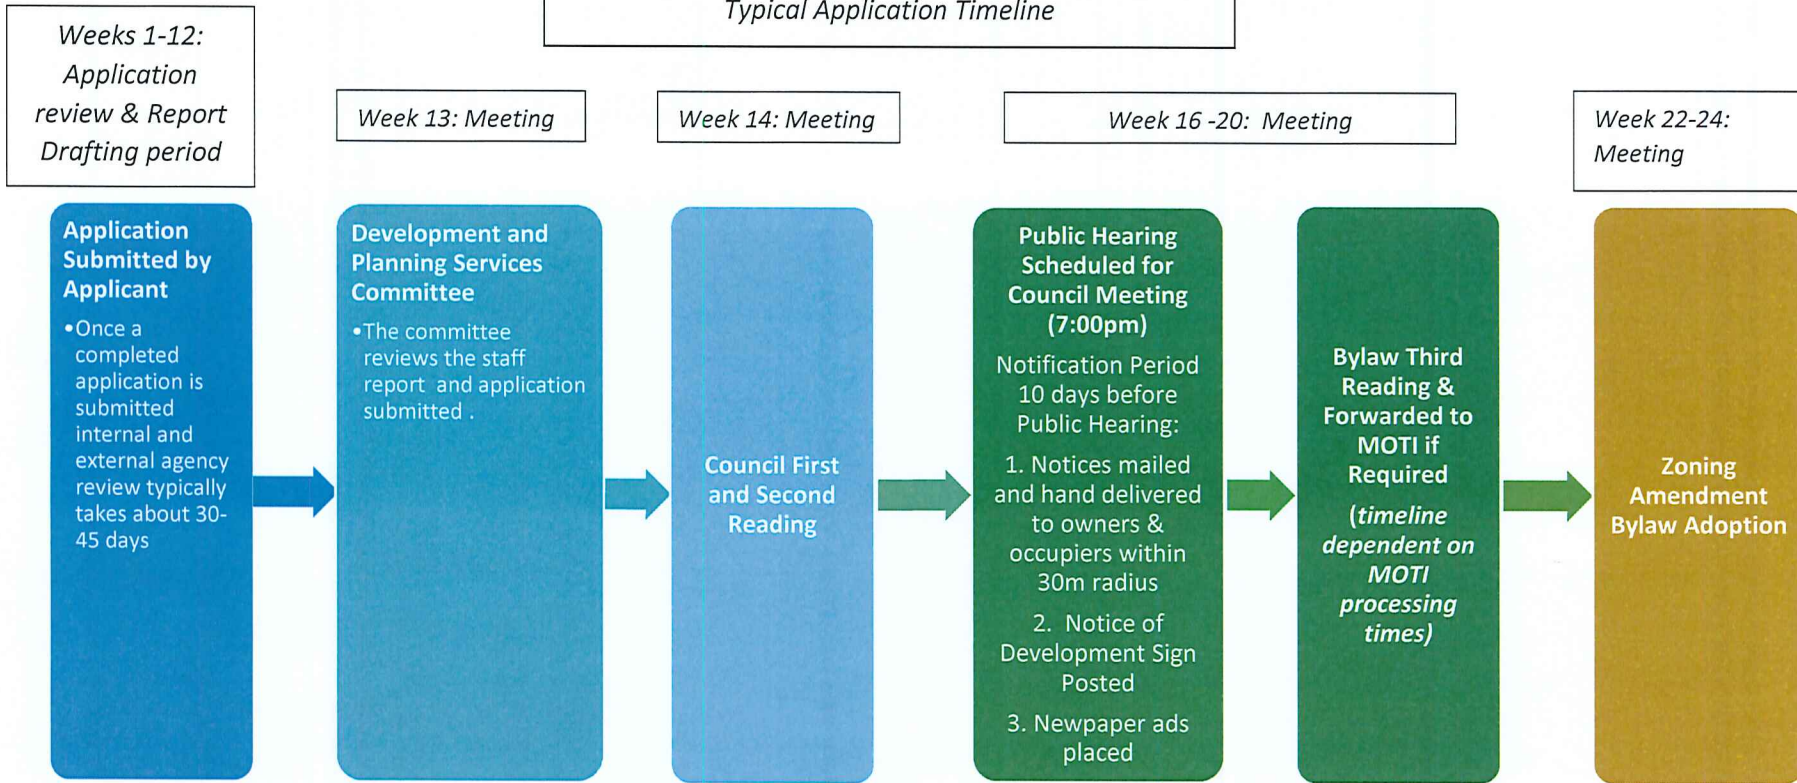 Typical Application Timeline
Weeks 1-12:
Application
review & Report
Drafting period
Week 13: Meeting
Week 14: Meeting
Week 16 -20:  Meeting
Week 22-24:
Meeting
Application
Submitted by
Applicant
•Once a
completed
application is
submitted
internal and
external agency
review typically
takes about 30-
45 days
Development and
Planning Services
Committee
•The committee
reviews the staff
report  and application
submitted .
Council First
and Second
Reading
Public Hearing
Scheduled for
Council Meeting
(7:00pm)
Notification Period
10 days before
Public Hearing:
1. Notices mailed
and hand delivered
to owners &
occupiers within
30m radius
2.  Notice of
Development Sign
Posted
3. Newpaper ads
placed
Bylaw Third
Reading &
Forwarded to
MOTI if
Required
(timeline
dependent on
MOTI
processing
times)
Zoning
Amendment
Bylaw Adoption